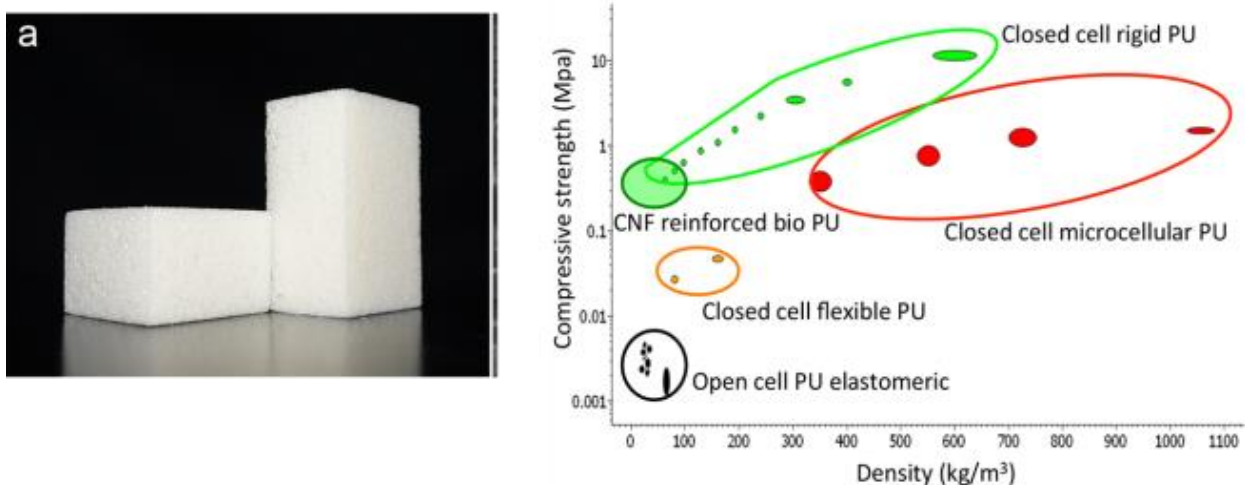 a
Compressive strength (Mpa)
10
1
0.1
0.01
0.001
Closed cell rigid PU
CNF reinforced bio PU
Closed cell microcellular PU
Closed cell flexible PU
Open cell PU elastomeric
0 100 200 300 400 500 600 700 800 900 1000 1100
Density (kg/m³)